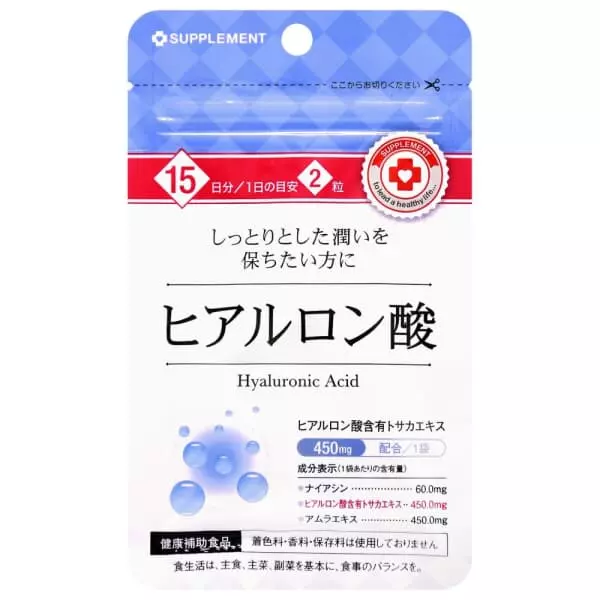 SUPPLEMENT
ここからお切りください
15日分/1日の目安2粒
SUPPLEMENT
to lead a healthy life...
しっとりとした潤いを
保ちたい方に
ヒアルロン酸
Hyaluronic Acid
ヒアルロン酸含有トサカエキス
450mg 配合/1袋
成分表示(1袋あたりの含有量)
●ナイアシン ………………… 60.0mg
●ヒアルロン酸含有トサカエキス‥450.0mg
●アムラエキス …………… 450.0mg
健康補助食品 着色料・香料・保存料は使用しておりません
食生活は、主食、主菜、副菜を基本に、食事のバランスを。